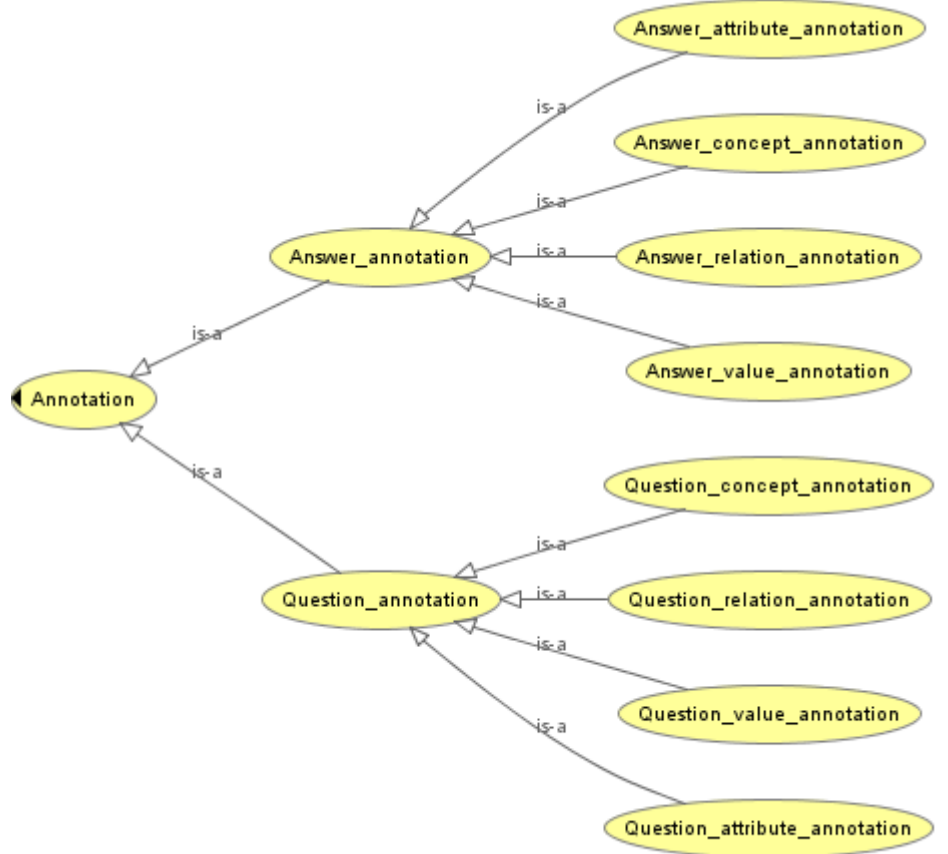 Answer_attribute_annotation
is-a
Answer_concept_annotation
is-a
Answer_annotation
is-a
Answer_relation_annotation
is-a
is-a
Answer_value_annotation
Annotation
is-a
Question_concept_annotation
is-a
Question_annotation
is-a
Question_relation_annotation
is-a
Question_value_annotation
is-a
Question_attribute_annotation